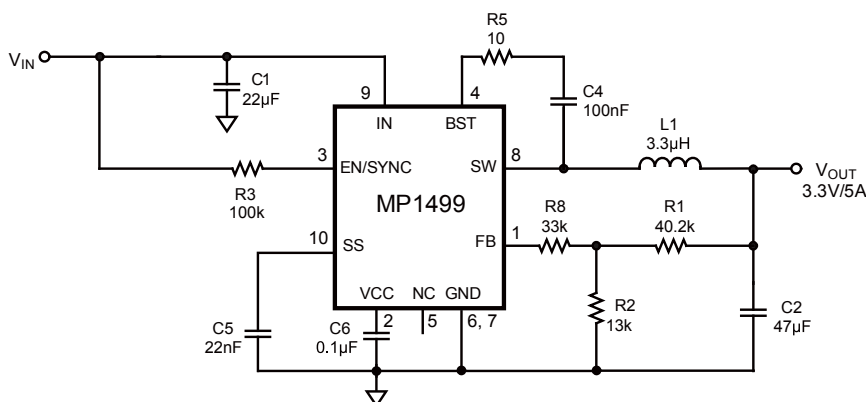 R5
10
V_IN
C1
22µF
9
4
C4
100nF
IN
BST
L1
3.3µH
3
EN/SYNC
SW
8
V_OUT
3.3V/5A
R3
100k
MP1499
R8
33k
R1
40.2k
10
SS
FB
1
VCC
NC
GND
R2
13k
C2
47µF
C5
22nF
C6
0.1µF
2
5
6, 7